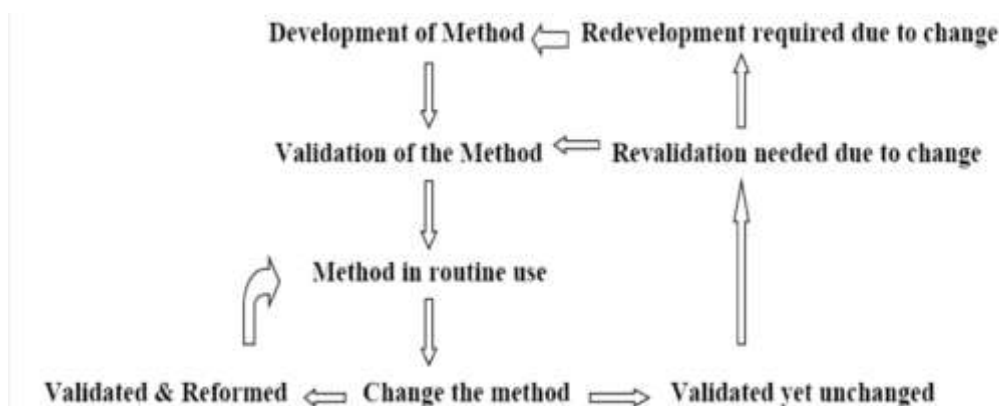 Development of Method Redevelopment required due to change
Validation of the Method Revalidation needed due to change
Method in routine use
Validated & Reformed Change the method Validated yet unchanged